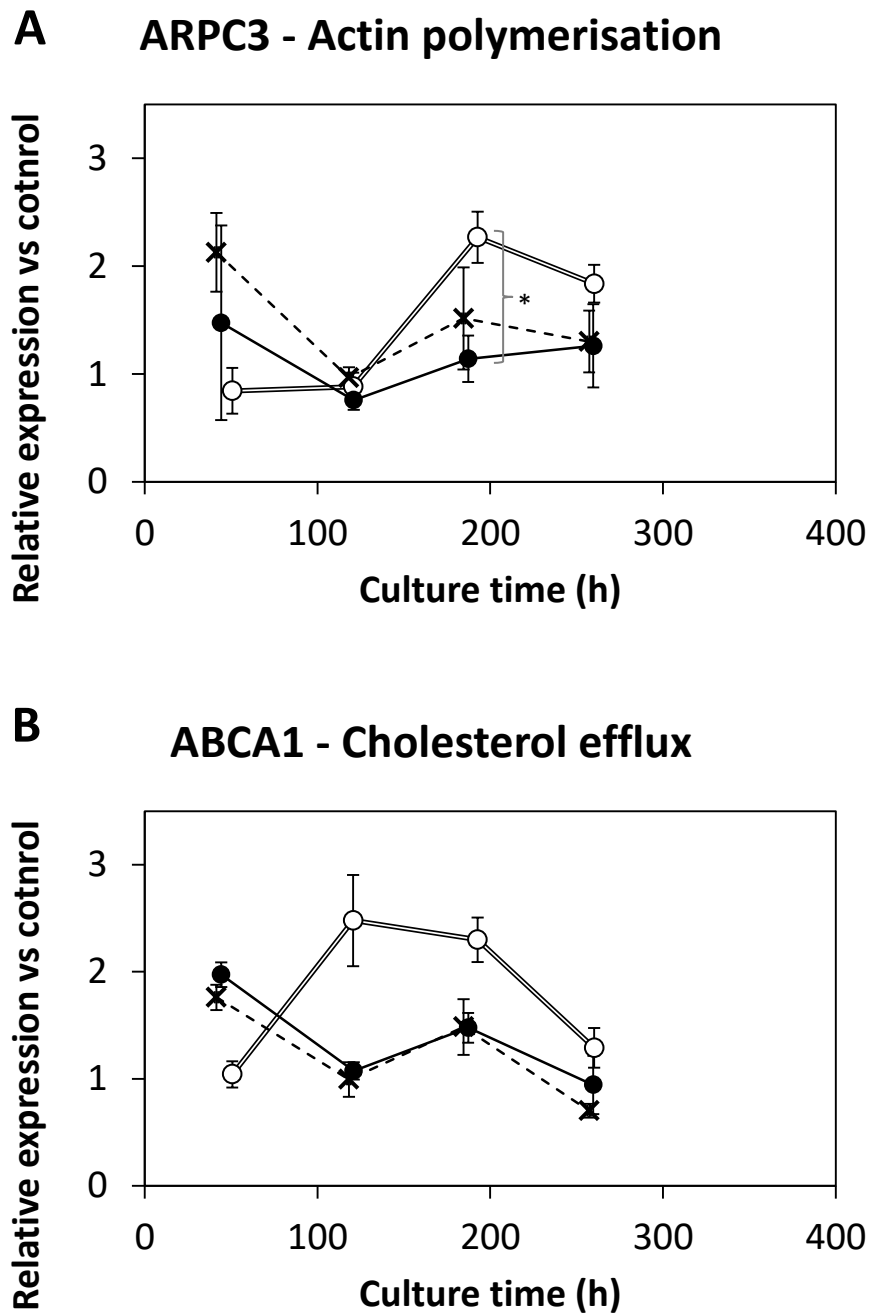 A
ARPC3 - Actin polymerisation
Relative expression vs cotnrol
3
2
1
0
*
0 100 200 300 400
Culture time (h)
B
ABCA1 - Cholesterol efflux
Relative expression vs cotnrol
3
2
1
0
0 100 200 300 400
Culture time (h)